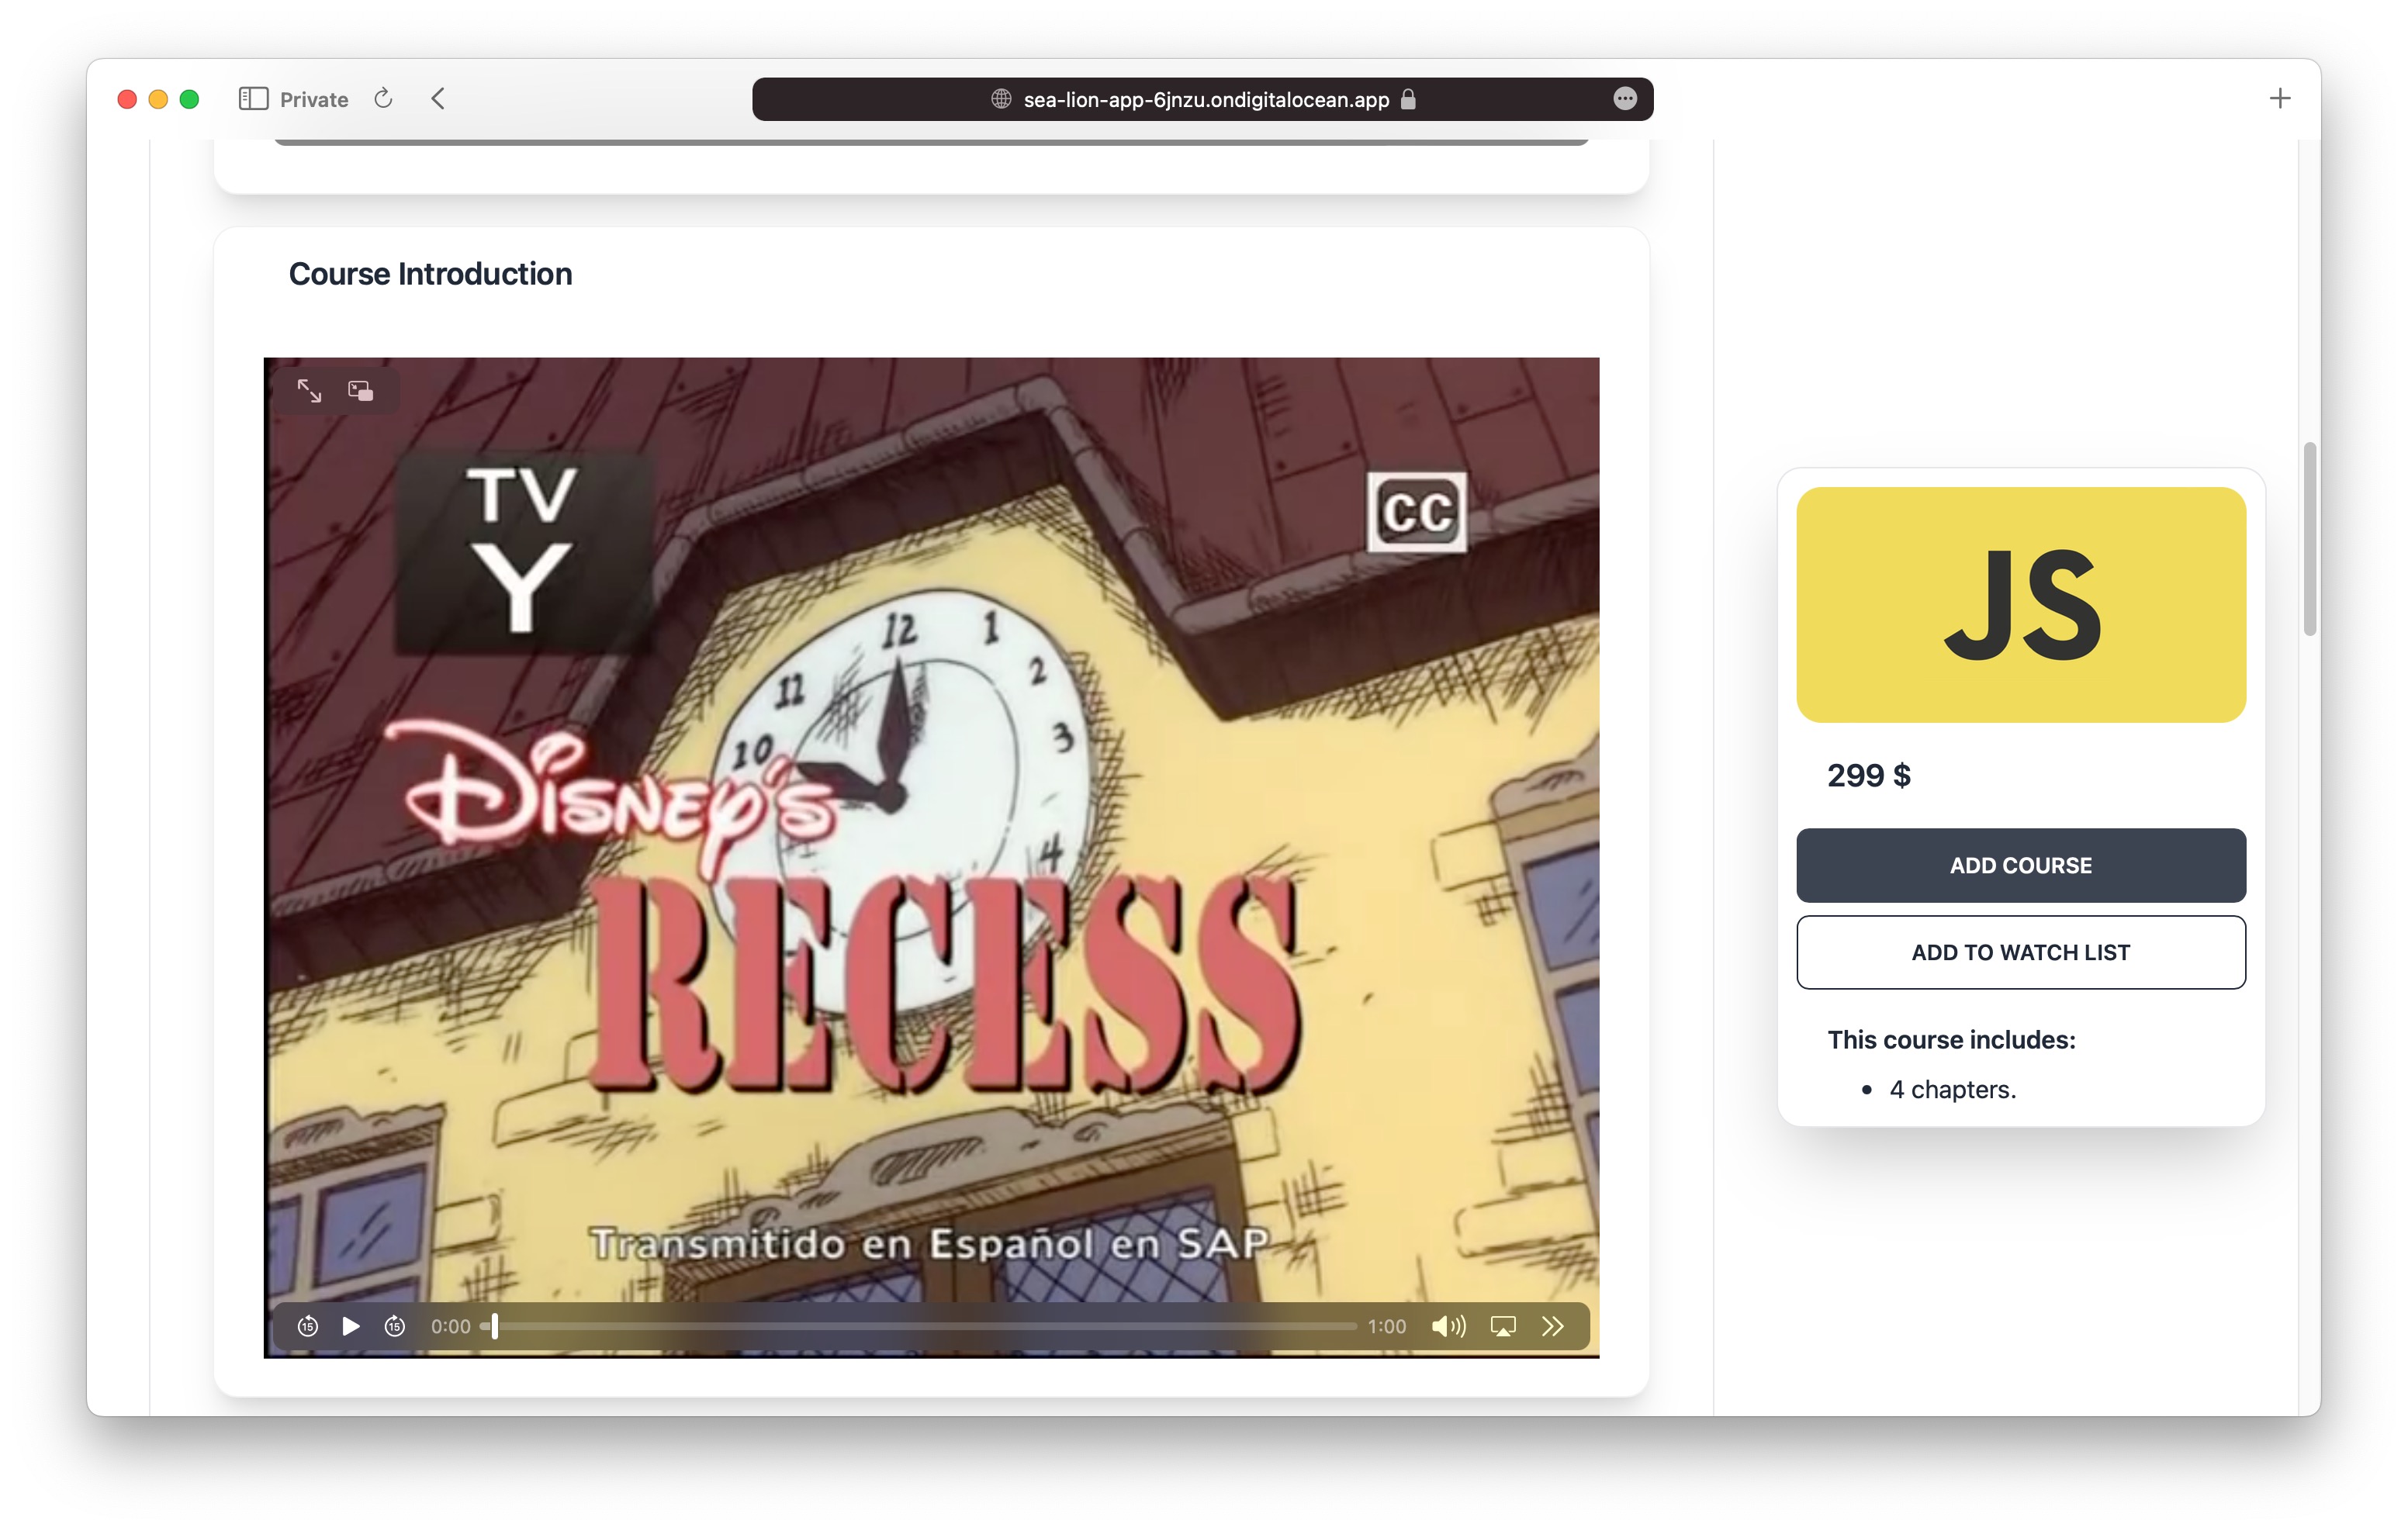 Private
sea-lion-app-6jnzu.ondigitalocean.app
Course Introduction
TV
Y
CC
12
1
2
3
4
10
11
Disney's
RECESS
Transmitido en Español en SAP
15
15
0:00
1:00
JS
299 $
ADD COURSE
ADD TO WATCH LIST
This course includes:
• 4 chapters.